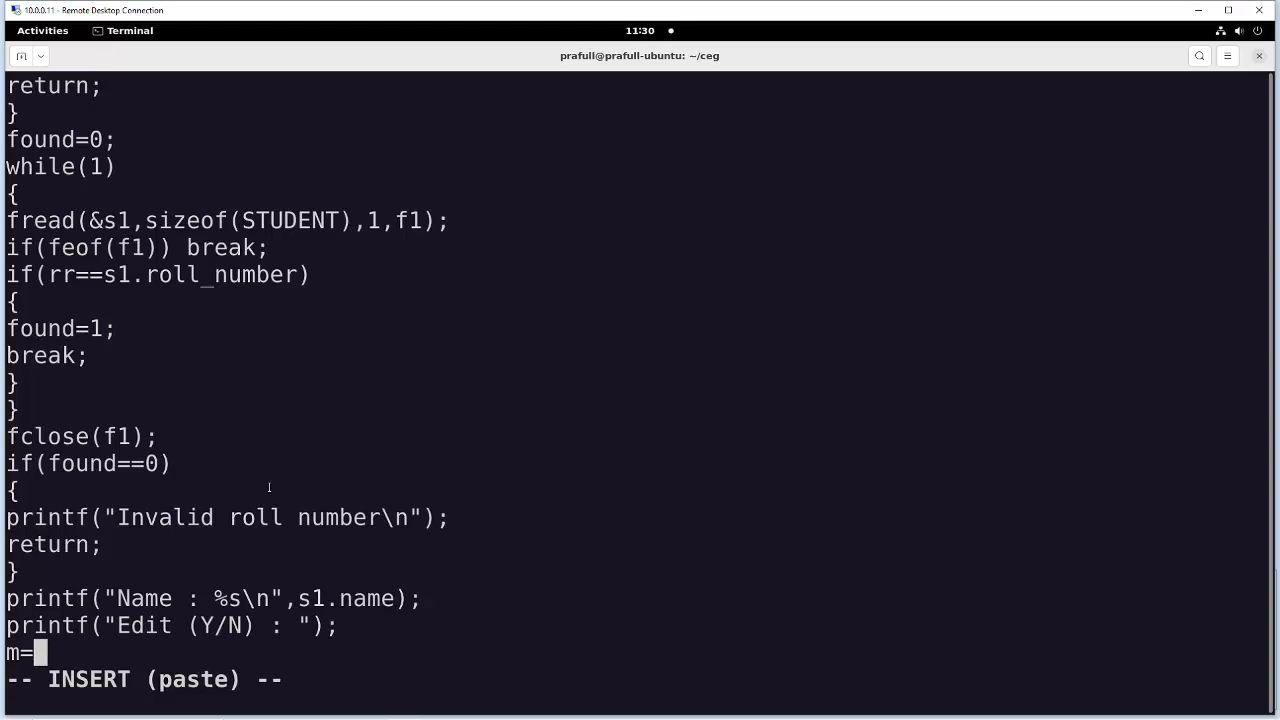 10.0.0.11 - Remote Desktop Connection
Activities
Terminal
11:30
prafull@prafull-ubuntu: ~/ceg
return;
}
found=0;
while(1)
{
fread(&s1,sizeof(STUDENT),1,f1);
if(feof(f1)) break;
if(rr==s1.roll_number)
{
found=1;
break;
}
}
fclose(f1);
if(found==0)
{
printf("Invalid roll number\n");
return;
}
printf("Name : %s\n",s1.name);
printf("Edit (Y/N) : ");
m=
-- INSERT (paste) --